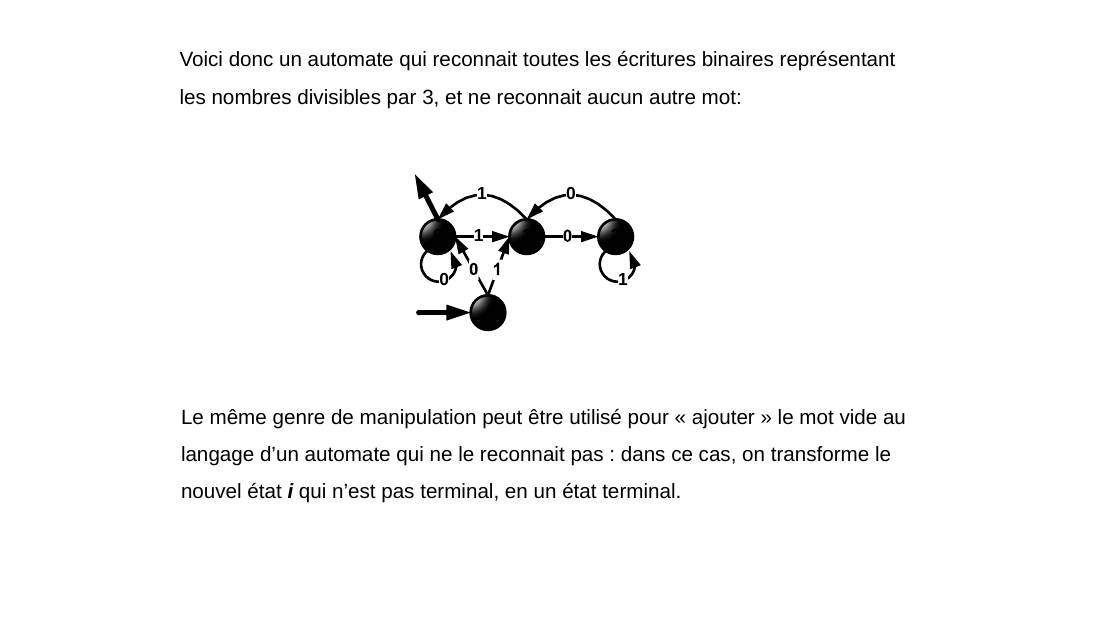 Voici donc un automate qui reconnait toutes les écritures binaires représentant
les nombres divisibles par 3, et ne reconnait aucun autre mot:
1 0
1 0
0 1
0 1
Le même genre de manipulation peut être utilisé pour « ajouter » le mot vide au
langage d’un automate qui ne le reconnait pas : dans ce cas, on transforme le
nouvel état i qui n’est pas terminal, en un état terminal.